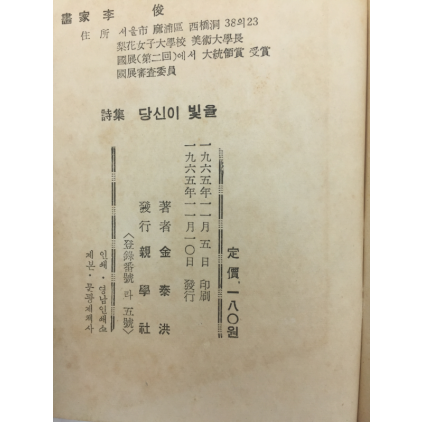 畵家 李 俊
住所 서울市 麻浦區 西橋洞 38의23
梨花女子大學校 美術大學長
國展(第二回)에서 大統領賞 受賞
國展審査委員
詩集 당신이 빛을
定價. 一八〇원
一九六五年一一月 五日 印刷
一九六五年一一月一〇日 發行
著者 金泰洪
發行 親學社
〈登錄番號 라 五號〉
인쇄・영남인쇄소
제본・문광제책사